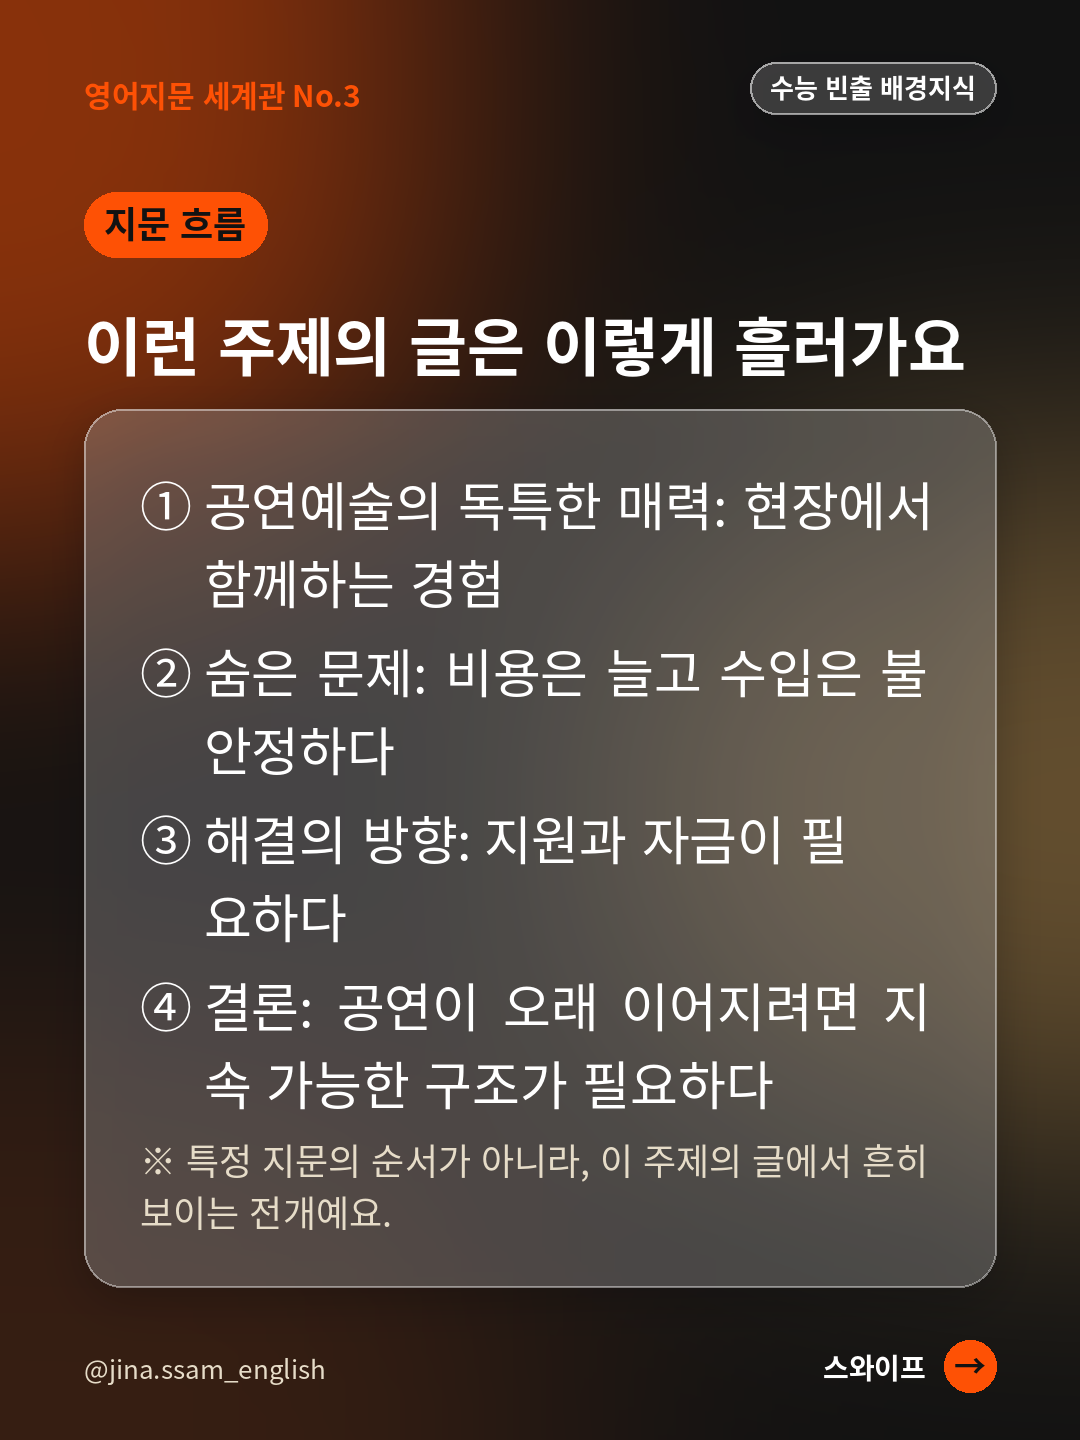 영어지문 세계관 No.3
수능 빈출 배경지식
지문 흐름
이런 주제의 글은 이렇게 흘러가요
① 공연예술의 독특한 매력: 현장에서
함께하는 경험
② 숨은 문제: 비용은 늘고 수입은 불
안정하다
③ 해결의 방향: 지원과 자금이 필
요하다
④ 결론: 공연이 오래 이어지려면 지
속 가능한 구조가 필요하다
※ 특정 지문의 순서가 아니라, 이 주제의 글에서 흔히
보이는 전개예요.
@jina.ssam_english
스와이프 →